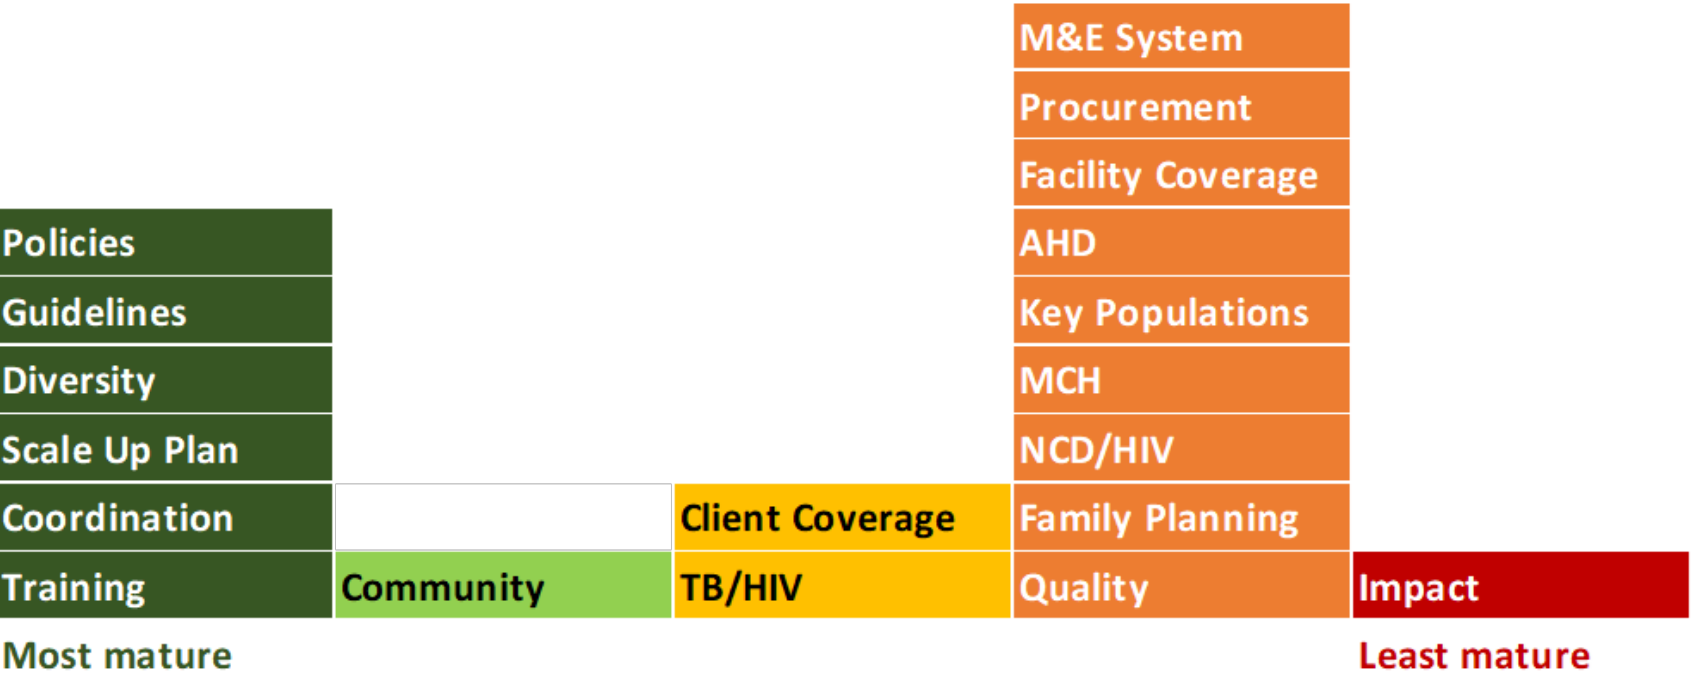 M&E System
Procurement
Facility Coverage
Policies AHD
Guidelines Key Populations
Diversity MCH
Scale Up Plan NCD/HIV
Coordination Client Coverage Family Planning
Training Community TB/HIV Quality Impact
Most mature Least mature